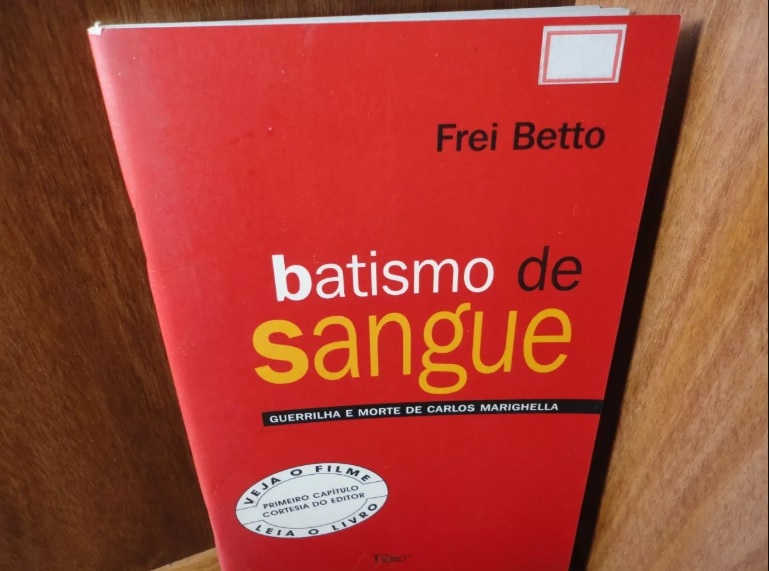 Frei Betto
batismo de
sangue
GUERRILHA E MORTE DE CARLOS MARIGHELLA
VEJA O FILME
PRIMEIRO CAPÍTULO
CORTESIA DO EDITOR
LEIA O LIVRO